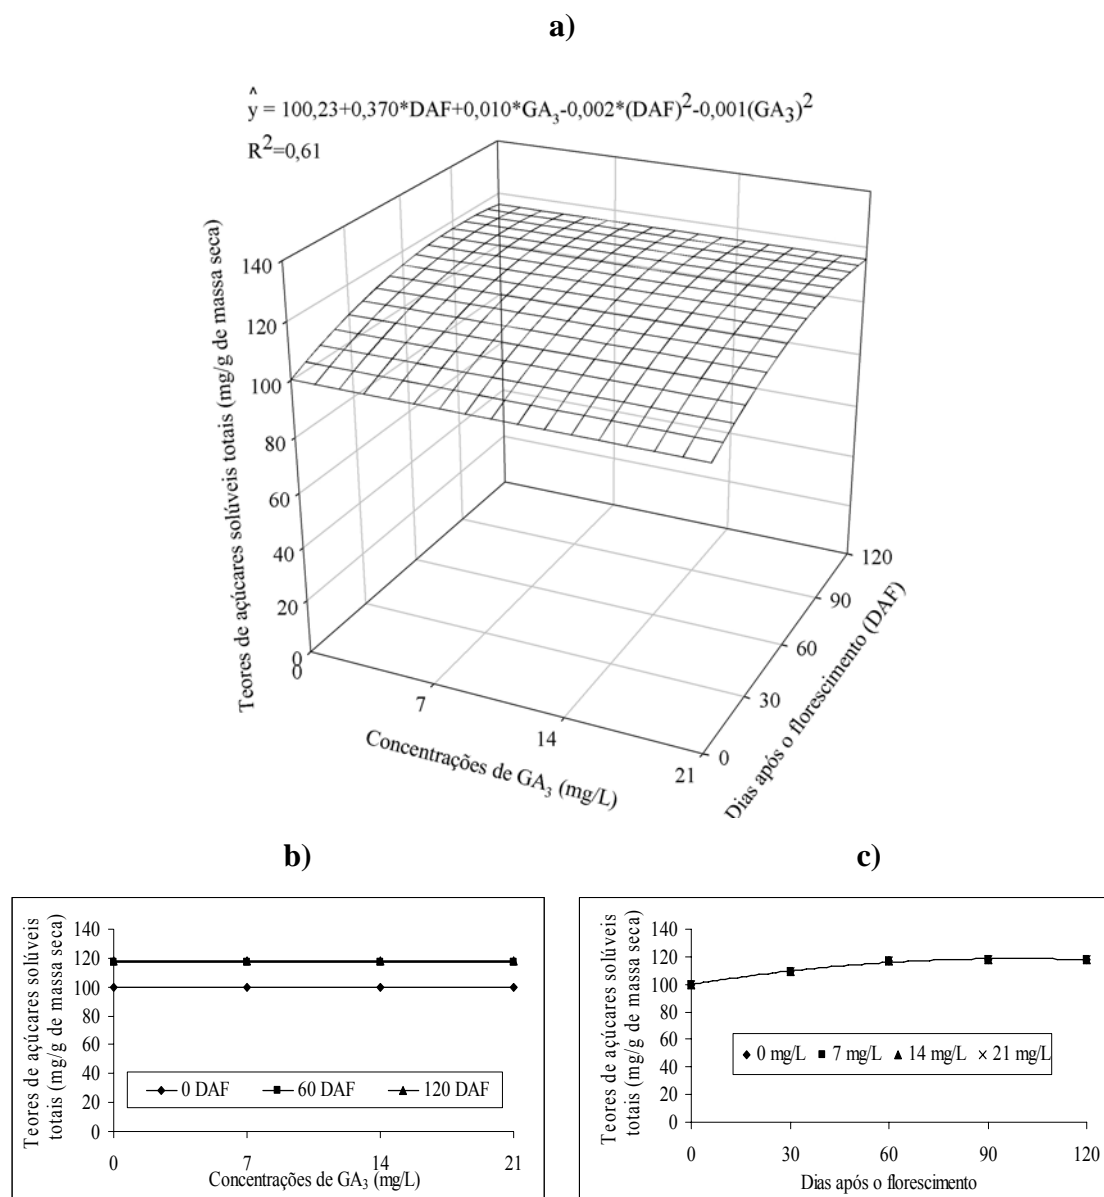 a)
ŷ = 100,23+0,370*DAF+0,010*GA₃-0,002*(DAF)²-0,001(GA₃)²
R²=0,61
Teores de açúcares solúveis totais (mg/g de massa seca)
140
120
100
80
60
40
20
0
0
7
14
21
Concentrações de GA₃ (mg/L)
0
30
60
90
120
Dias após o florescimento (DAF)
b)
Teores de açúcares solúveis
totais (mg/g de massa seca)
140
120
100
80
60
40
20
0
0 DAF 60 DAF 120 DAF
0 7 14 21
Concentrações de GA₃ (mg/L)
c)
Teores de açúcares solúveis
totais (mg/g de massa seca)
140
120
100
80
60
40
20
0
0 mg/L 7 mg/L 14 mg/L 21 mg/L
0 30 60 90 120
Dias após o florescimento